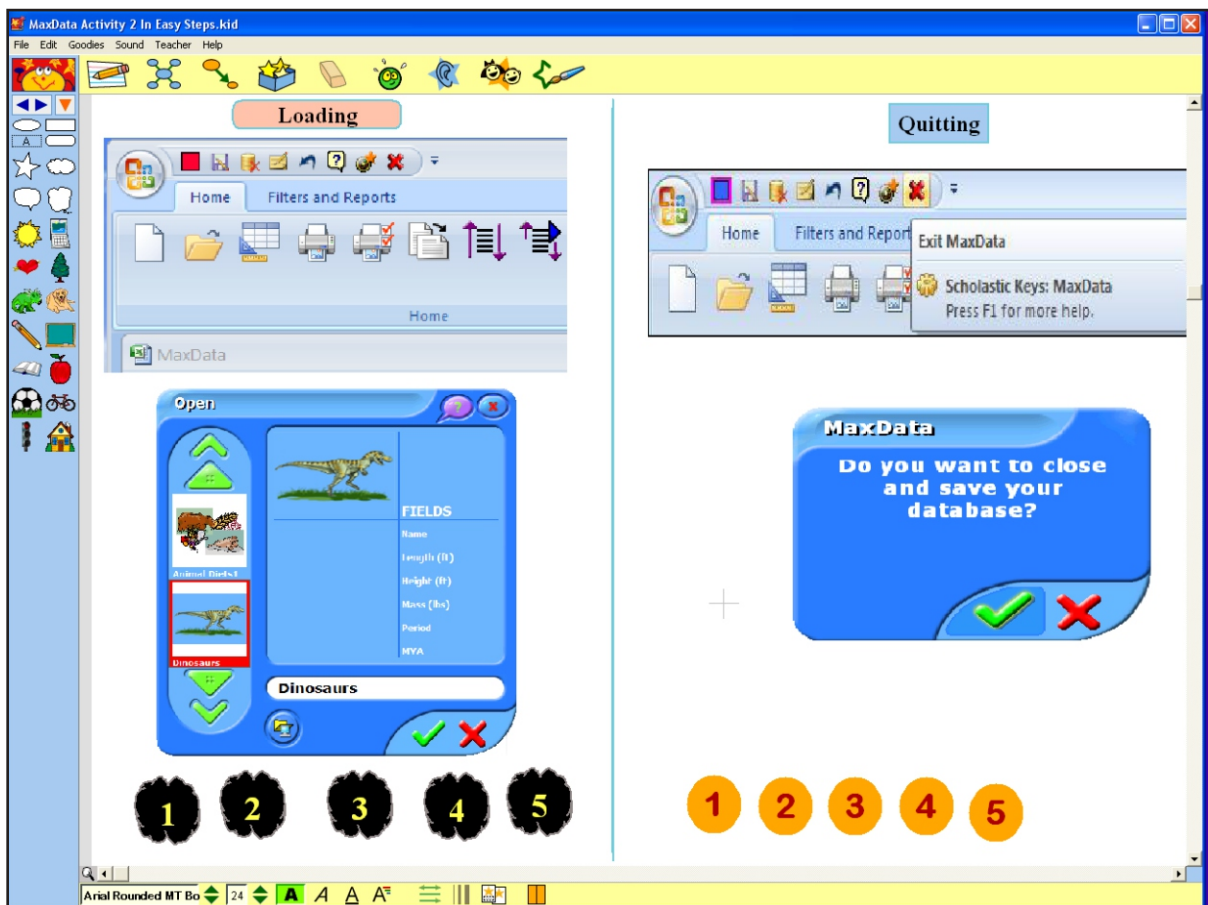 MaxData Activity 2 In Easy Steps.kid
File Edit Goodies Sound Teacher Help
A
Loading
Home Filters and Reports
Home
MaxData
Open
Animal Diets1
Dinosaurs
FIELDS
Name
Length (ft)
Height (ft)
Mass (lbs)
Period
MYA
Dinosaurs
1 2 3 4 5
Quitting
Home Filters and Report
Exit MaxData
Scholastic Keys: MaxData
Press F1 for more help.
MaxData
Do you want to close
and save your
database?
1 2 3 4 5
Arial Rounded MT Bo 24 A A A A